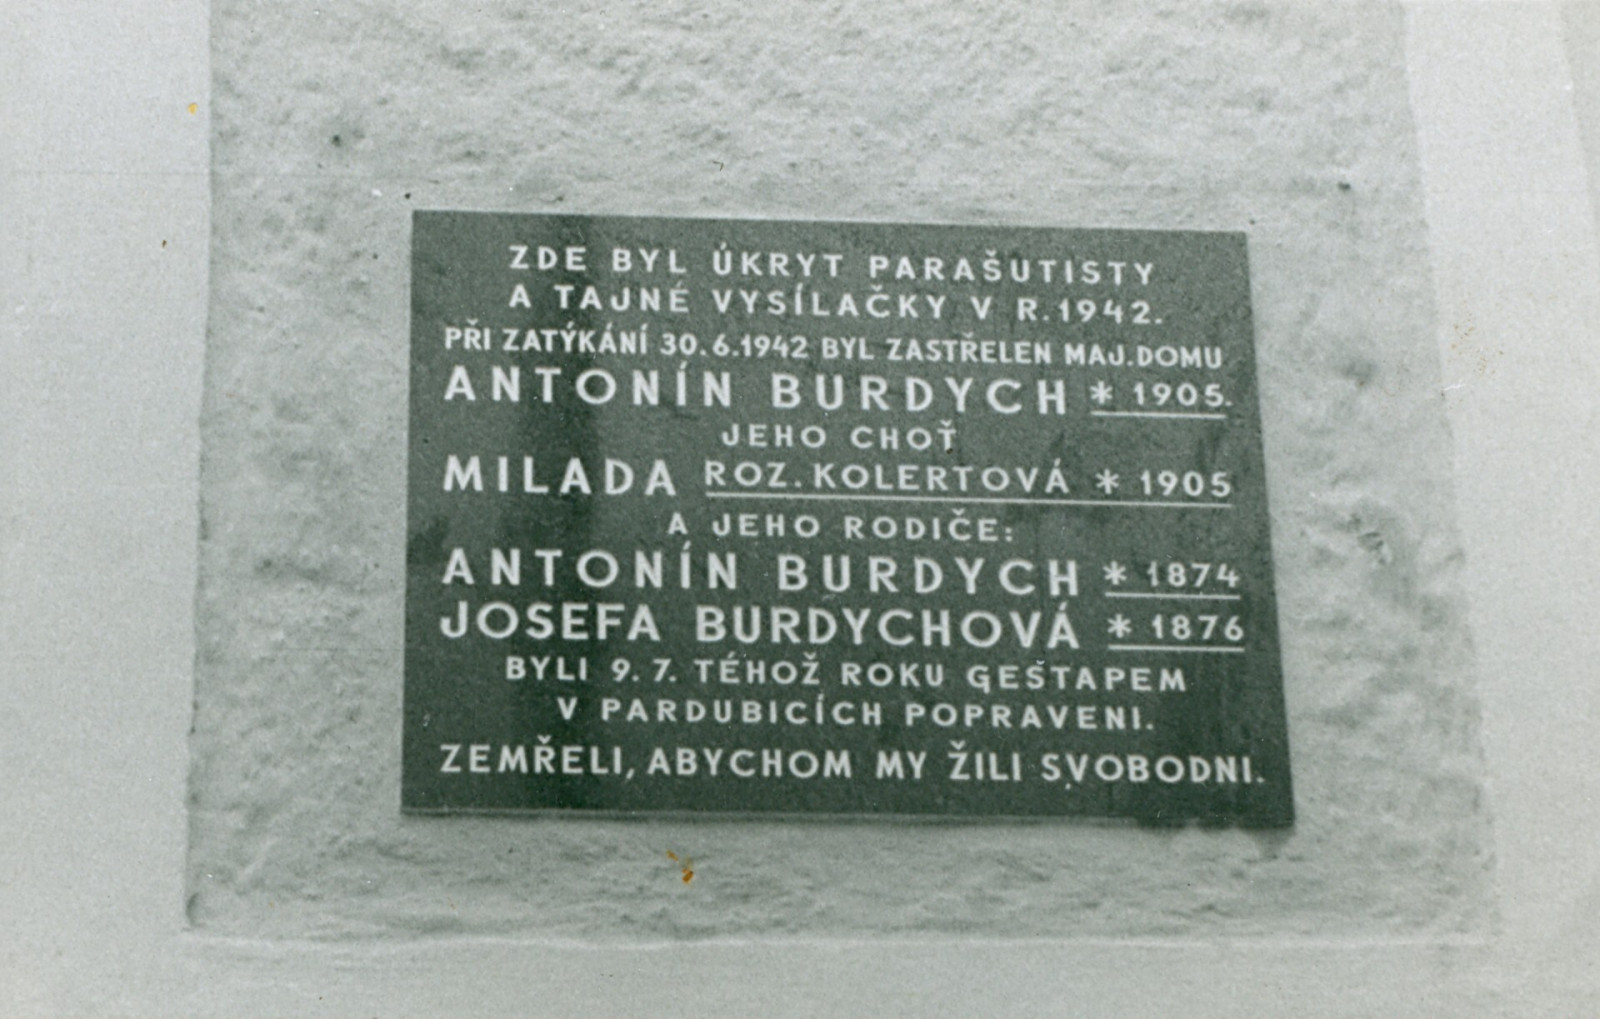 ZDE BYL ÚKRYT PARAŠUTISTY
A TAJNÉ VYSÍLAČKY V R. 1942.
PŘI ZATÝKÁNÍ 30.6.1942 BYL ZASTŘELEN MAJ. DOMU
ANTONÍN BURDYCH * 1905.
JEHO CHOŤ
MILADA ROZ. KOLERTOVÁ * 1905
A JEHO RODIČE:
ANTONÍN BURDYCH * 1874
JOSEFA BURDYCHOVÁ * 1876
BYLI 9.7. TÉHOŽ ROKU GEŠTAPEM
V PARDUBICÍCH POPRAVENI.
ZEMŘELI, ABYCHOM MY ŽILI SVOBODNI.